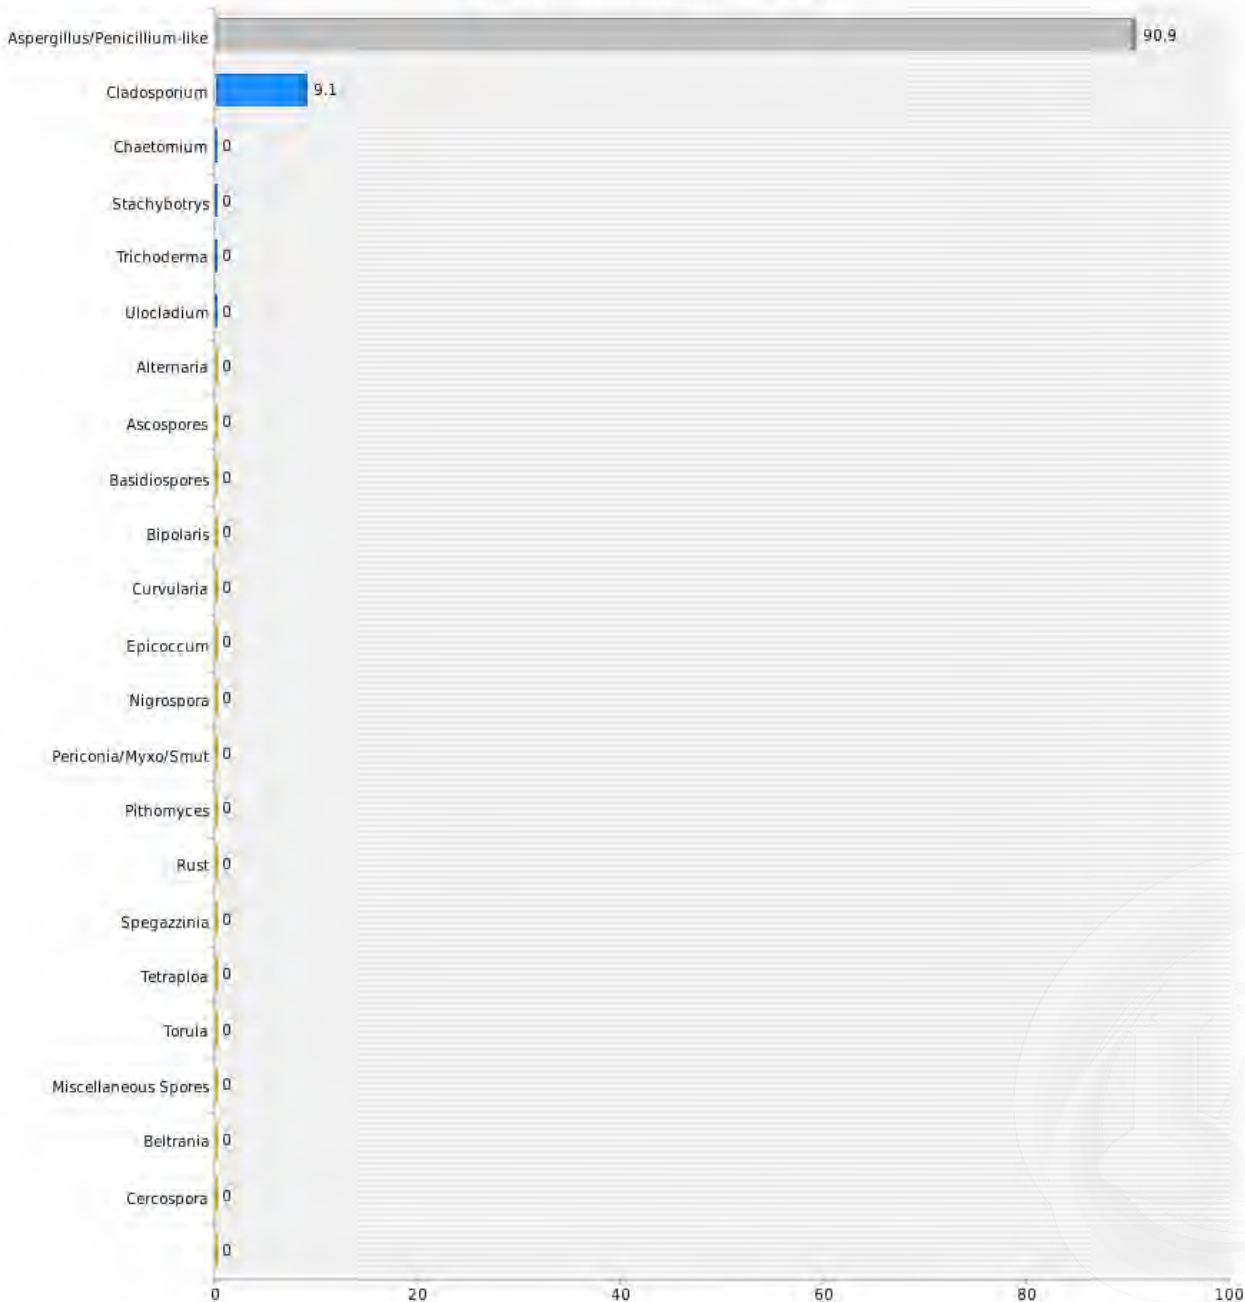 Aspergillus/Penicillium-like 90.9
Cladosporium 9.1
Chaetomium 0
Stachybotrys 0
Trichoderma 0
Ulocladium 0
Alternaria 0
Ascospores 0
Basidiospores 0
Bipolaris 0
Curvularia 0
Epicoccum 0
Nigrospora 0
Periconia/Myxo/Smut 0
Pithomyces 0
Rust 0
Spegazzinia 0
Tetraploa 0
Torula 0
Miscellaneous Spores 0
Beltrania 0
Cercospora 0
0
0 20 40 60 80 100